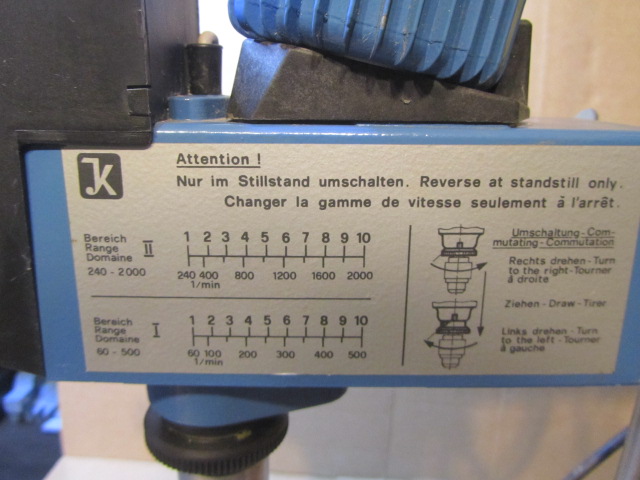 JK
Attention !
Nur im Stillstand umschalten. Reverse at standstill only.
Changer la gamme de vitesse seulement à l'arrêt.
Bereich
Range II
Domaine
240 - 2000
1 2 3 4 5 6 7 8 9 10
240 400 800 1200 1600 2000
1/min
Bereich
Range I
Domaine
60 - 500
1 2 3 4 5 6 7 8 9 10
60 100 200 300 400 500
1/min
Umschaltung-Com-
mutating-Commutation
Rechts drehen-Turn
to the right-Tourner
à droite
Ziehen-Draw-Tirer
Links drehen-Turn
to the left-Tourner
à gauche